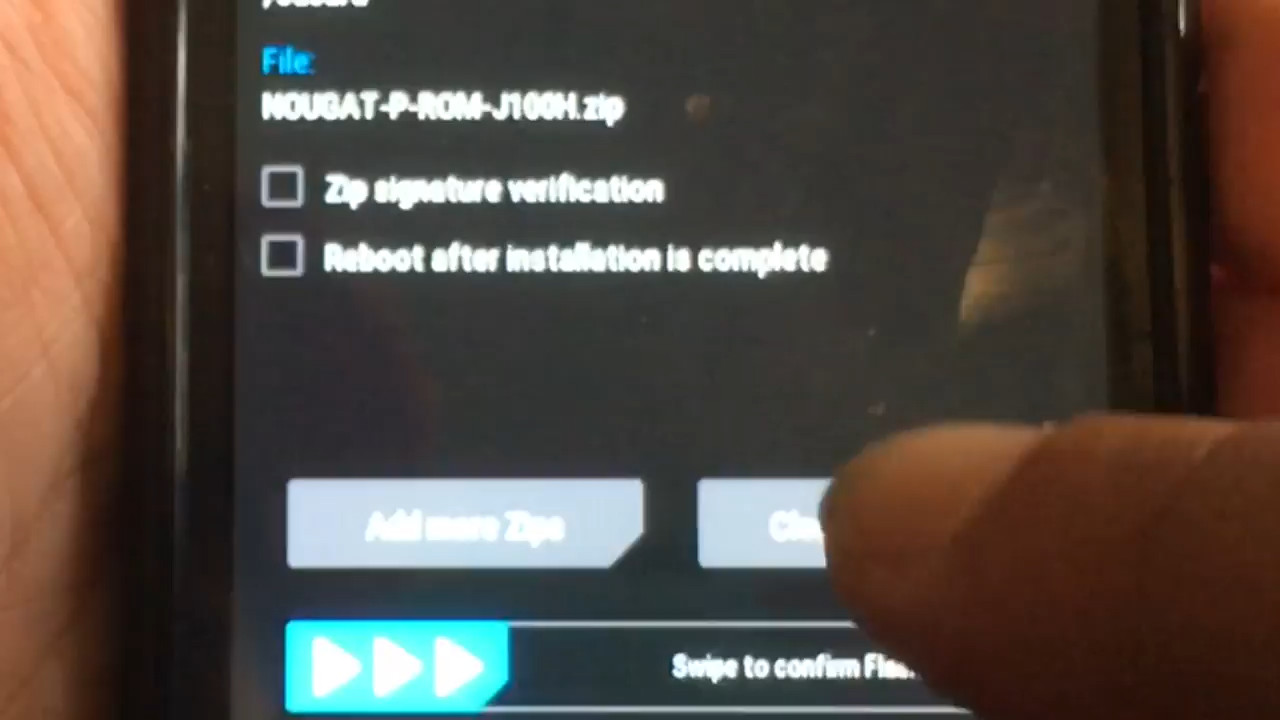 File:
NOUGAT-P-ROM-J100H.zip
Zip signature verification
Reboot after installation is complete
Add more Zips
Swipe to confirm